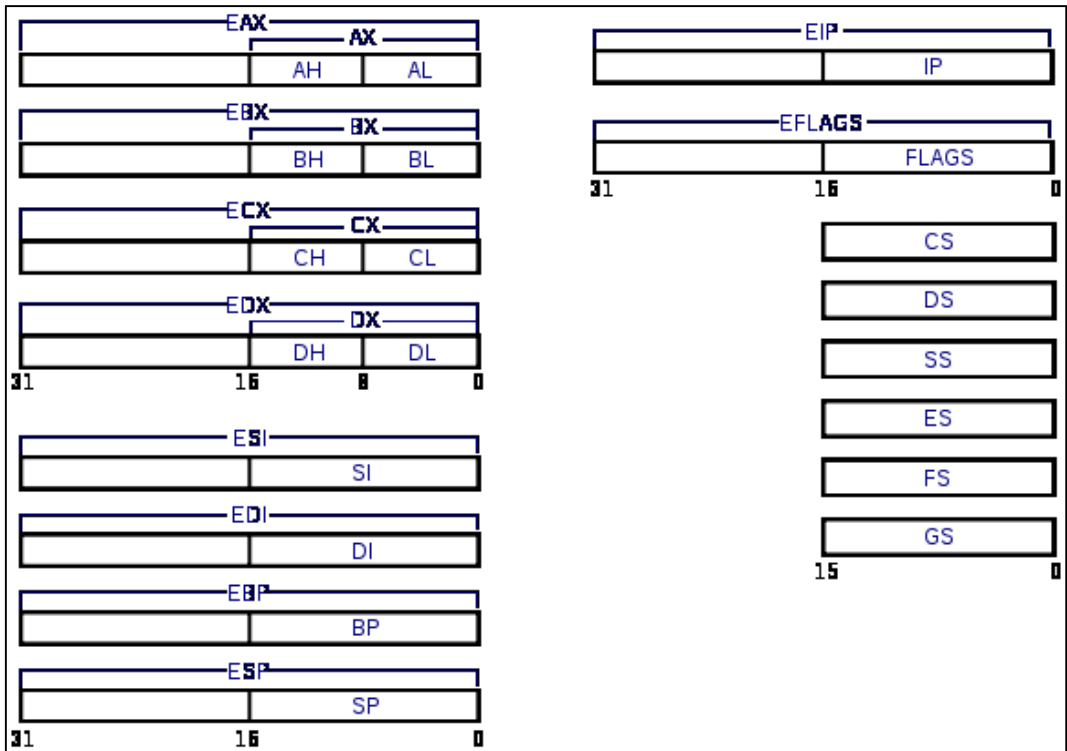 EAX
AX
AH AL
EBX
BX
BH BL
ECX
CX
CH CL
EDX
DX
DH DL
31 16 8 0
ESI
SI
EDI
DI
EBP
BP
ESP
SP
31 16 0
EIP
IP
EFLAGS
FLAGS
31 16 0
CS
DS
SS
ES
FS
GS
15 0